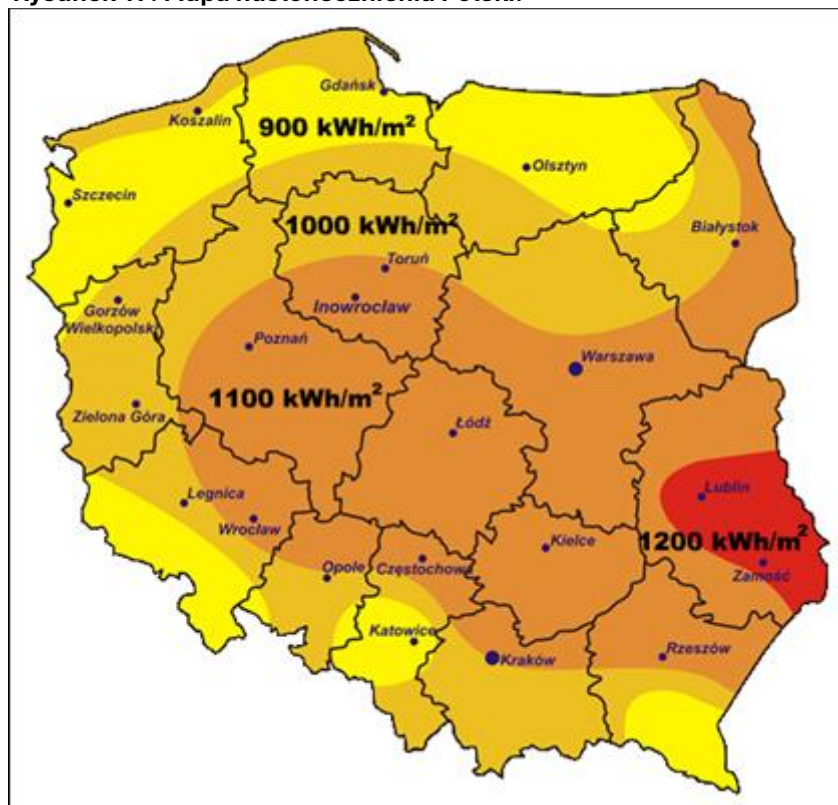 Rysunek 17. Mapa nasłonecznienia Polski.
Gdańsk
Koszalin
900 kWh/m²
Olsztyn
Szczecin
Białystok
1000 kWh/m²
Toruń
Inowrocław
Gorzów
Wielkopolski
Poznań
Warszawa
1100 kWh/m²
Zielona Góra
Łódź
Legnica
Lublin
Wrocław
1200 kWh/m²
Kielce
Opole
Częstochowa
Zamość
Katowice
Kraków
Rzeszów